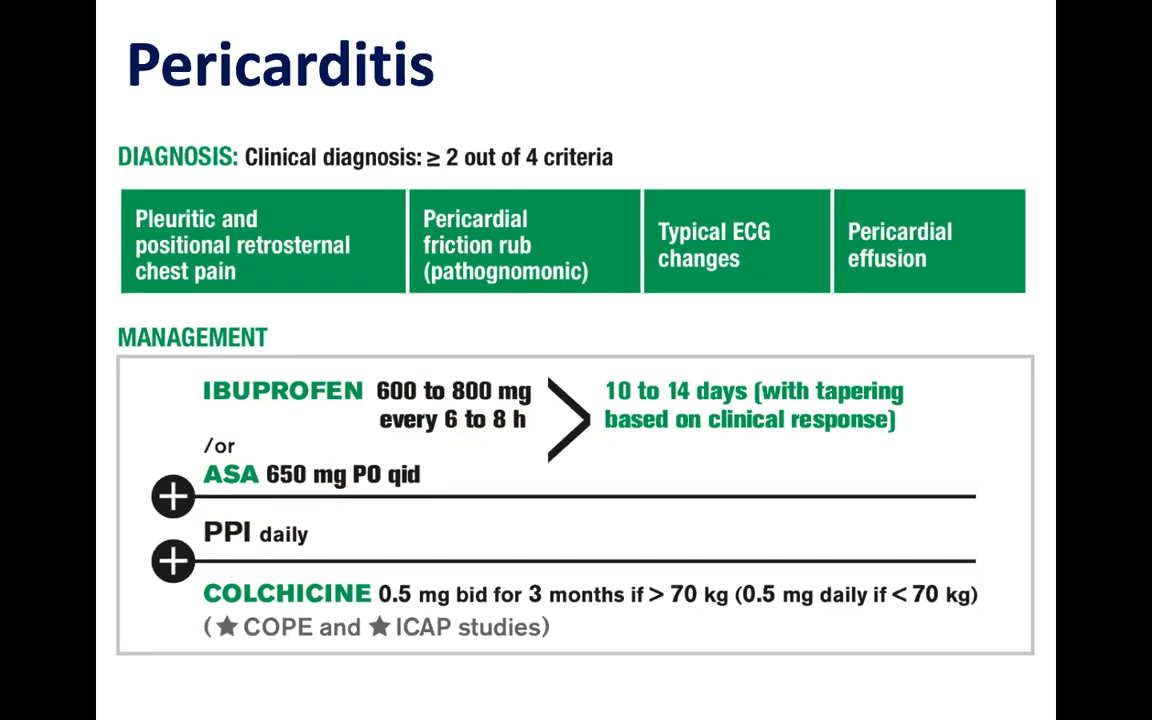 Pericarditis
DIAGNOSIS: Clinical diagnosis: ≥ 2 out of 4 criteria
Pleuritic and
positional retrosternal
chest pain
Pericardial
friction rub
(pathognomonic)
Typical ECG
changes
Pericardial
effusion
MANAGEMENT
IBUPROFEN 600 to 800 mg
every 6 to 8 h
10 to 14 days (with tapering
based on clinical response)
/or
ASA 650 mg PO qid
+
PPI daily
+
COLCHICINE 0.5 mg bid for 3 months if > 70 kg (0.5 mg daily if < 70 kg)
(★ COPE and ★ ICAP studies)